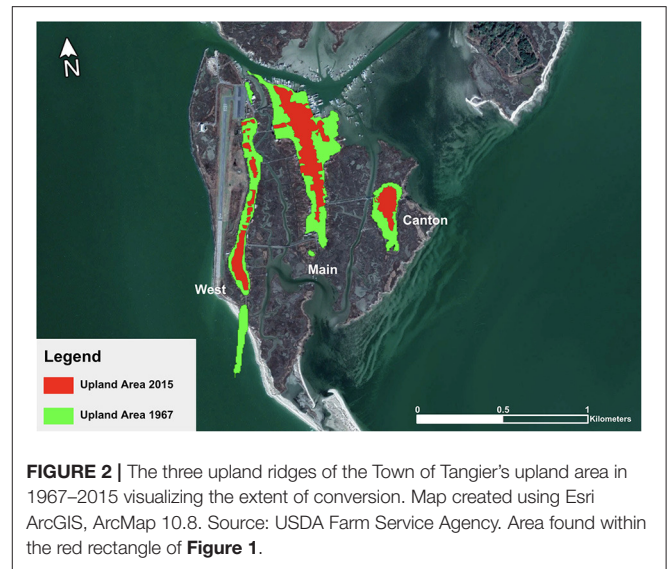 N
Canton
Main
West
Legend
Upland Area 2015
Upland Area 1967
0 0.5 1
Kilometers
FIGURE 2 | The three upland ridges of the Town of Tangier's upland area in
1967–2015 visualizing the extent of conversion. Map created using Esri
ArcGIS, ArcMap 10.8. Source: USDA Farm Service Agency. Area found within
the red rectangle of Figure 1.